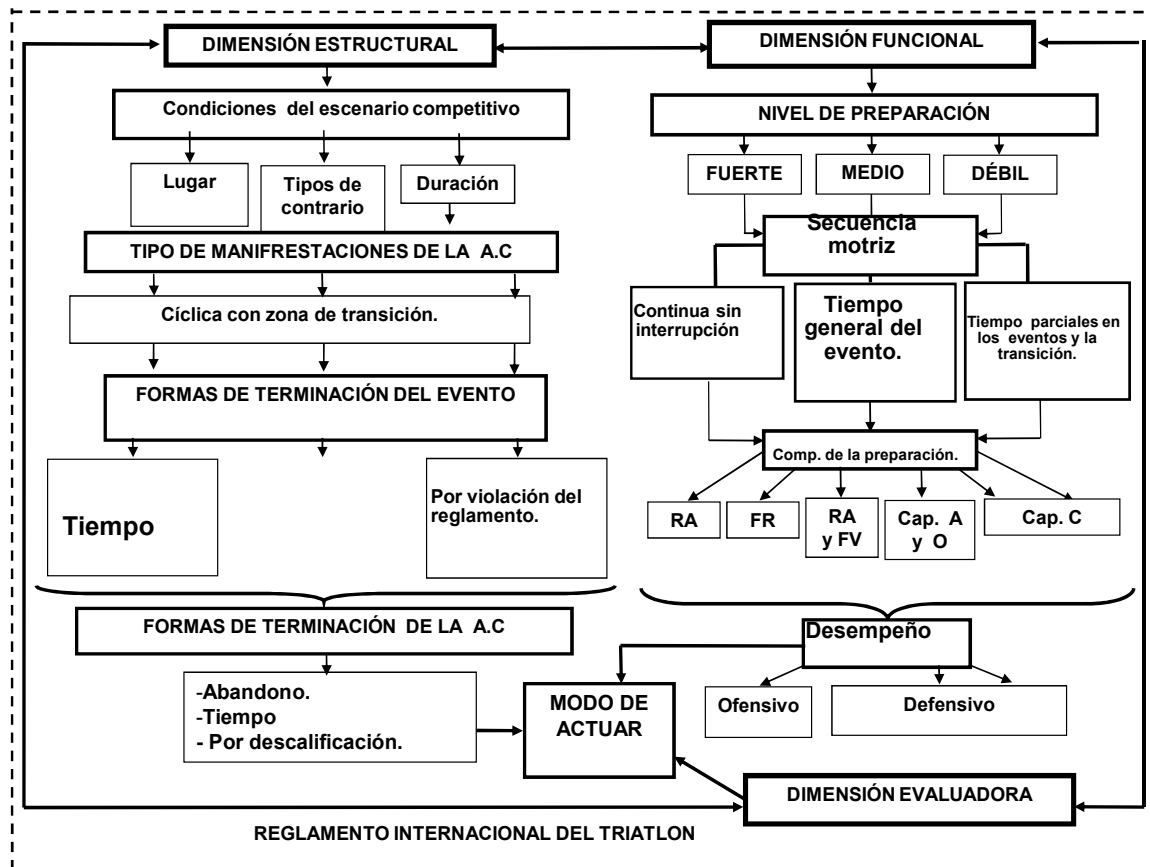 DIMENSIÓN ESTRUCTURAL
DIMENSIÓN FUNCIONAL
Condiciones del escenario competitivo
NIVEL DE PREPARACIÓN
Lugar
Tipos de
contrario
Duración
FUERTE
MEDIO
DÉBIL
TIPO DE MANIFRESTACIONES DE LA A.C
Secuencia
motriz
Cíclica con zona de transición.
Continua sin
interrupción
Tiempo
general del
evento.
Tiempo parciales en
los eventos y la
transición.
FORMAS DE TERMINACIÓN DEL EVENTO
Tiempo
Por violación del
reglamento.
Comp. de la preparación.
RA
FR
RA
y FV
Cap. A
y O
Cap. C
FORMAS DE TERMINACIÓN DE LA A.C
Desempeño
-Abandono.
-Tiempo
- Por descalificación.
MODO DE
ACTUAR
Ofensivo
Defensivo
DIMENSIÓN EVALUADORA
REGLAMENTO INTERNACIONAL DEL TRIATLON